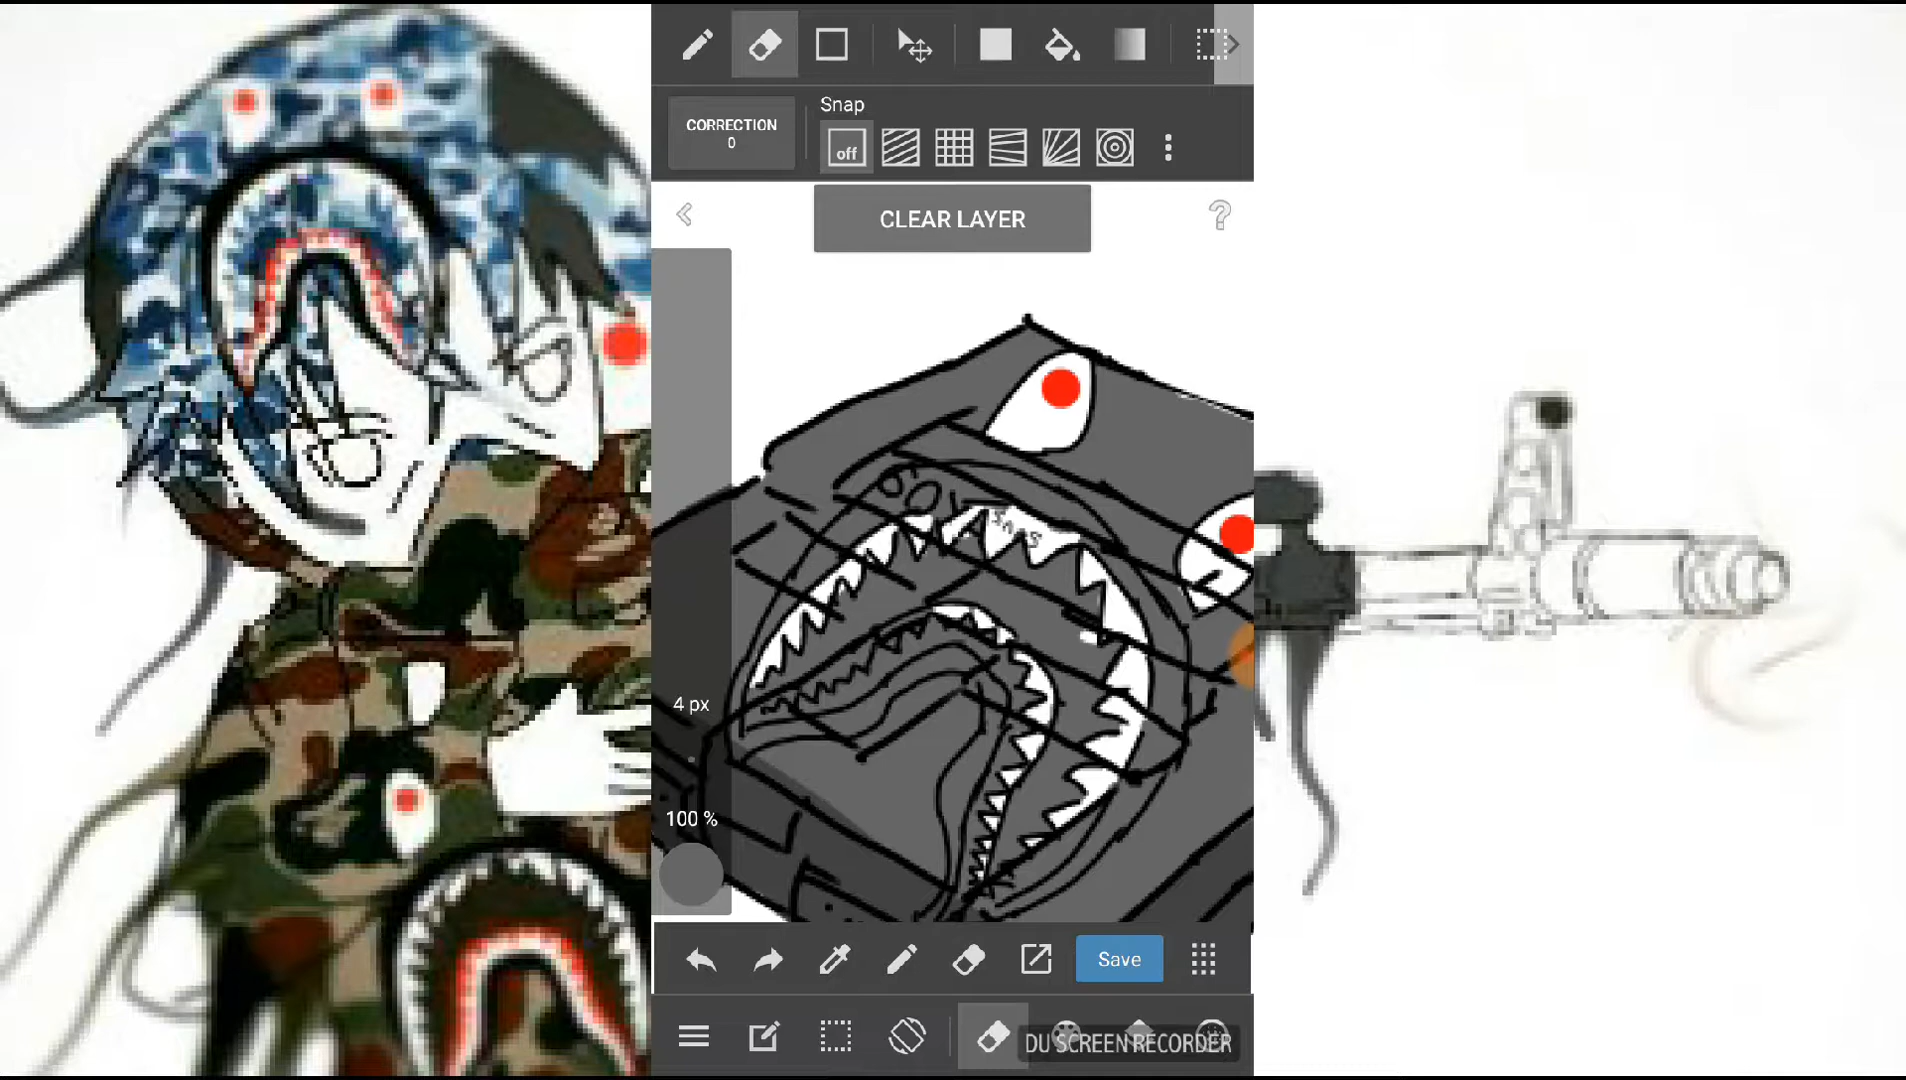 Snap
CORRECTION
0
off
CLEAR LAYER
?
4 px
100 %
Save
DU SCREEN RECORDER